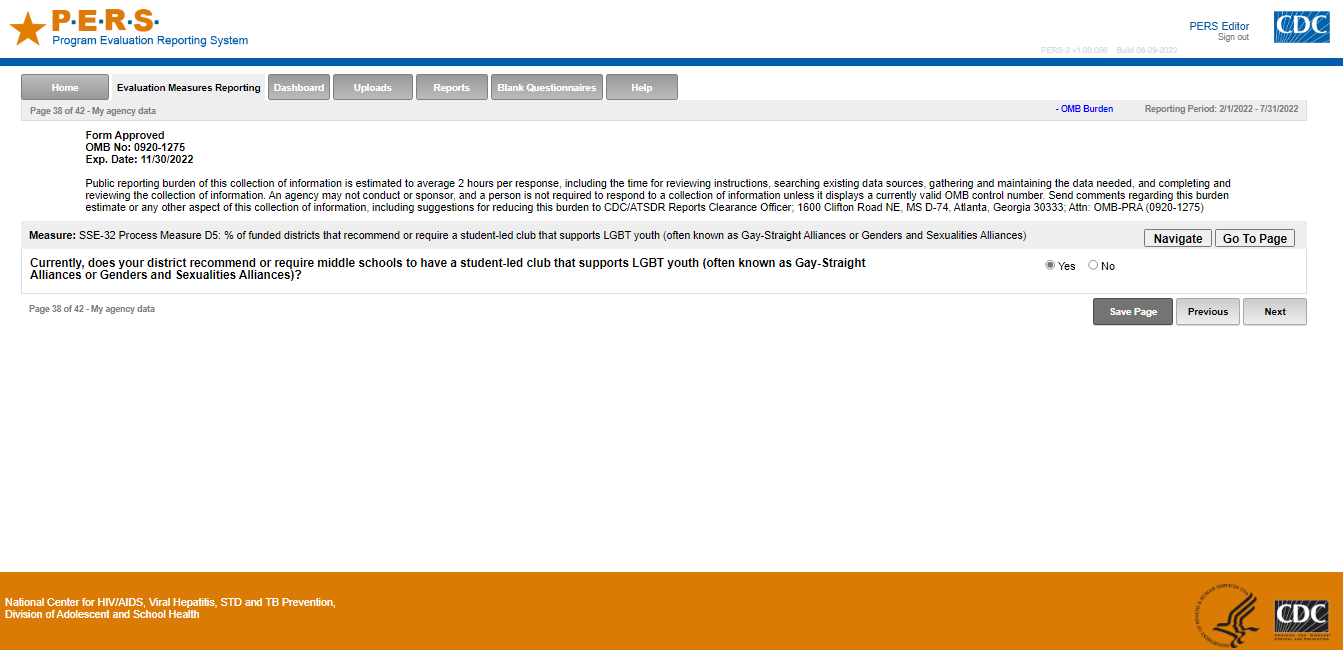 P·E·R·S·
Program Evaluation Reporting System
PERS Editor
Sign out
CDC
PERS-2 v1.00.058 Build 08-29-2022
Home Evaluation Measures Reporting Dashboard Uploads Reports Blank Questionnaires Help
Page 38 of 42 - My agency data - OMB Burden Reporting Period: 2/1/2022 - 7/31/2022
Form Approved
OMB No: 0920-1275
Exp. Date: 11/30/2022
Public reporting burden of this collection of information is estimated to average 2 hours per response, including the time for reviewing instructions, searching existing data sources, gathering and maintaining the data needed, and completing and
reviewing the collection of information. An agency may not conduct or sponsor, and a person is not required to respond to a collection of information unless it displays a currently valid OMB control number. Send comments regarding this burden
estimate or any other aspect of this collection of information, including suggestions for reducing this burden to CDC/ATSDR Reports Clearance Officer; 1600 Clifton Road NE, MS D-74, Atlanta, Georgia 30333; Attn: OMB-PRA (0920-1275)
Measure: SSE-32 Process Measure D5: % of funded districts that recommend or require a student-led club that supports LGBT youth (often known as Gay-Straight Alliances or Genders and Sexualities Alliances)
Navigate Go To Page
Currently, does your district recommend or require middle schools to have a student-led club that supports LGBT youth (often known as Gay-Straight
Alliances or Genders and Sexualities Alliances)?
Yes No
Page 38 of 42 - My agency data
Save Page Previous Next
National Center for HIV/AIDS, Viral Hepatitis, STD and TB Prevention,
Division of Adolescent and School Health
CDC
CENTERS FOR DISEASE
CONTROL AND PREVENTION